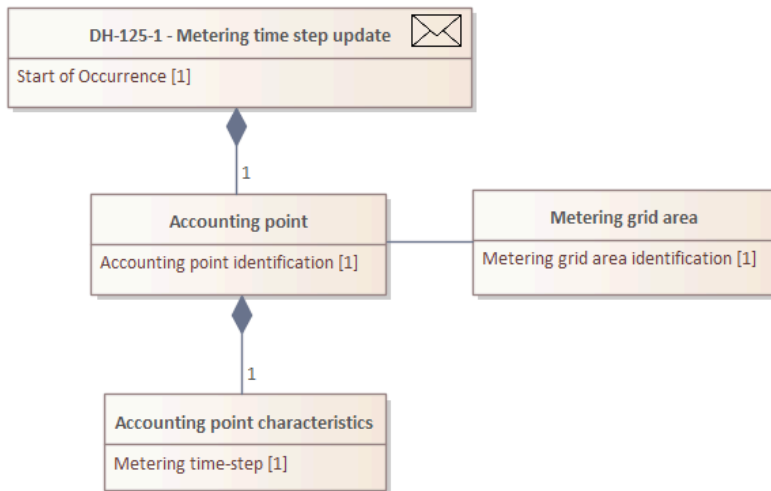 DH-125-1 - Metering time step update
Start of Occurrence [1]
1
Accounting point
Accounting point identification [1]
Metering grid area
Metering grid area identification [1]
1
Accounting point characteristics
Metering time-step [1]